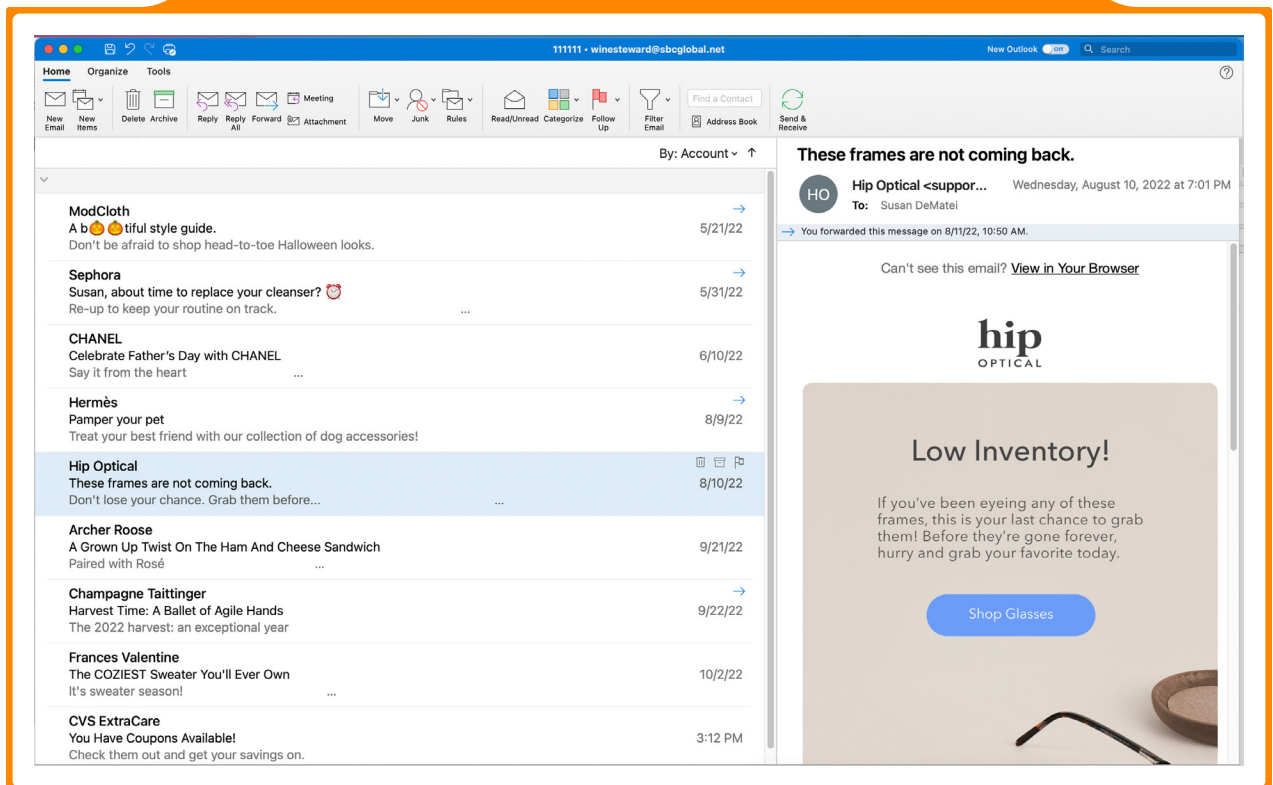 111111 • winesteward@sbcglobal.net
New Outlook Off Search
Home Organize Tools
New Email
New Items
Delete
Archive
Reply
Reply All
Forward
Meeting
Attachment
Move
Junk
Rules
Read/Unread
Categorize
Follow Up
Filter Email
Find a Contact
Address Book
Send & Receive
By: Account
ModCloth
A b🎃🎃tiful style guide.
5/21/22
Don't be afraid to shop head-to-toe Halloween looks.
Sephora
Susan, about time to replace your cleanser? ⏰
5/31/22
Re-up to keep your routine on track. ...
CHANEL
Celebrate Father's Day with CHANEL
6/10/22
Say it from the heart ...
Hermès
Pamper your pet
8/9/22
Treat your best friend with our collection of dog accessories!
Hip Optical
These frames are not coming back.
8/10/22
Don't lose your chance. Grab them before... ...
Archer Roose
A Grown Up Twist On The Ham And Cheese Sandwich
9/21/22
Paired with Rosé ...
Champagne Taittinger
Harvest Time: A Ballet of Agile Hands
9/22/22
The 2022 harvest: an exceptional year
Frances Valentine
The COZIEST Sweater You'll Ever Own
10/2/22
It's sweater season! ...
CVS ExtraCare
You Have Coupons Available!
3:12 PM
Check them out and get your savings on.
These frames are not coming back.
HO
Hip Optical <suppor...
Wednesday, August 10, 2022 at 7:01 PM
To: Susan DeMatei
You forwarded this message on 8/11/22, 10:50 AM.
Can't see this email? View in Your Browser
hip
OPTICAL
Low Inventory!
If you've been eyeing any of these
frames, this is your last chance to grab
them! Before they're gone forever,
hurry and grab your favorite today.
Shop Glasses